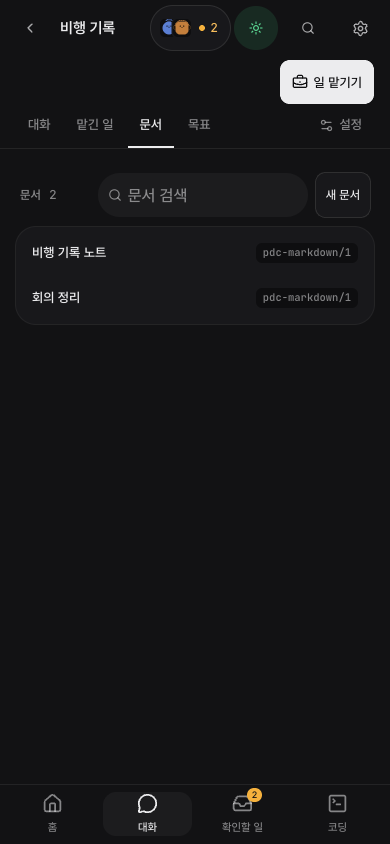 비행 기록
2
일 맡기기
대화 맡긴 일 문서 목표 설정
문서 2
문서 검색
새 문서
비행 기록 노트 pdc-markdown/1
회의 정리 pdc-markdown/1
2
홈 대화 확인할 일 코딩